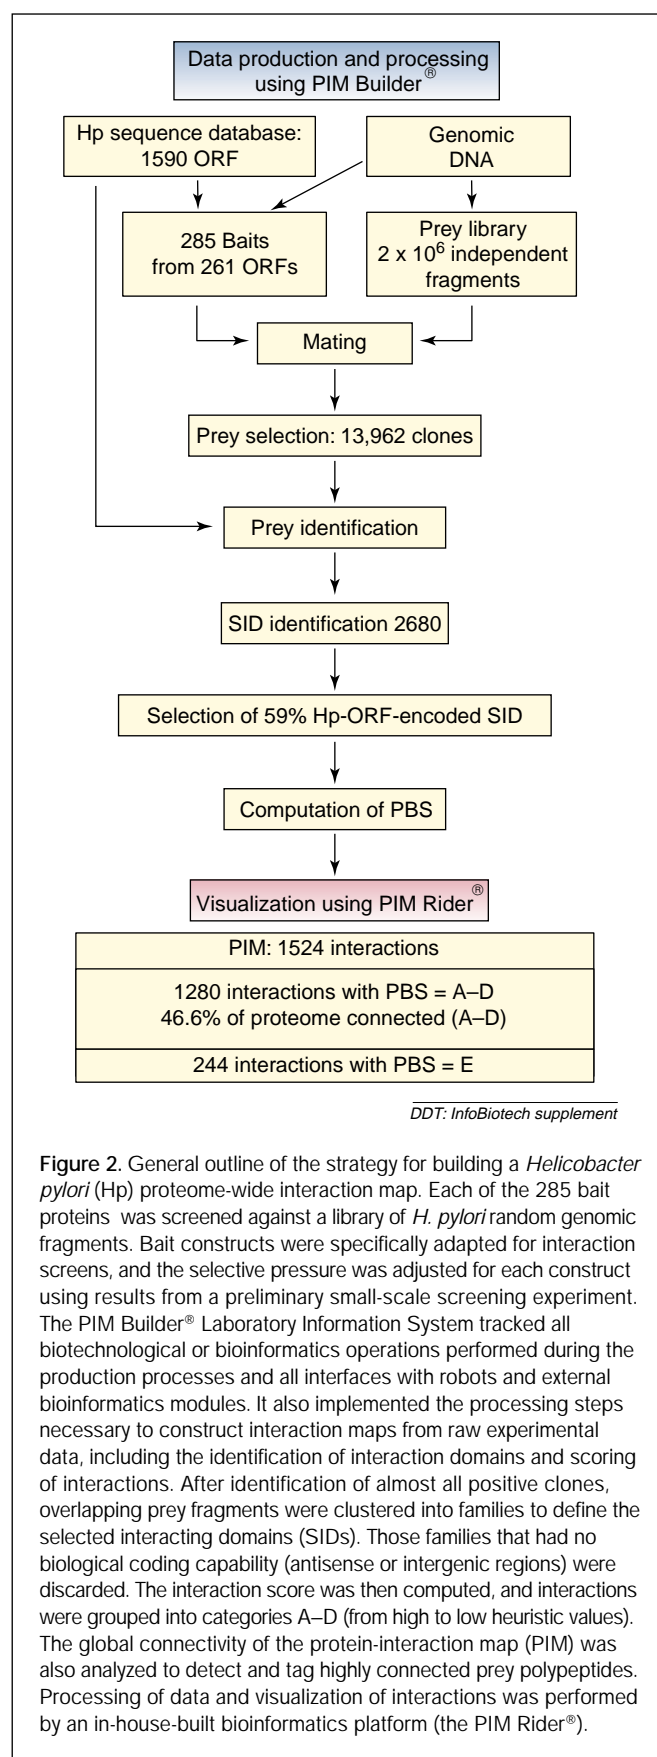 Data production and processing
using PIM Builder®
Hp sequence database:
1590 ORF
Genomic
DNA
285 Baits
from 261 ORFs
Prey library
2 x 10⁶ independent
fragments
Mating
Prey selection: 13,962 clones
Prey identification
SID identification 2680
Selection of 59% Hp-ORF-encoded SID
Computation of PBS
Visualization using PIM Rider®
PIM: 1524 interactions
1280 interactions with PBS = A–D
46.6% of proteome connected (A–D)
244 interactions with PBS = E
DDT: InfoBiotech supplement
Figure 2. General outline of the strategy for building a Helicobacter
pylori (Hp) proteome-wide interaction map. Each of the 285 bait
proteins was screened against a library of H. pylori random genomic
fragments. Bait constructs were specifically adapted for interaction
screens, and the selective pressure was adjusted for each construct
using results from a preliminary small-scale screening experiment.
The PIM Builder® Laboratory Information System tracked all
biotechnological or bioinformatics operations performed during the
production processes and all interfaces with robots and external
bioinformatics modules. It also implemented the processing steps
necessary to construct interaction maps from raw experimental
data, including the identification of interaction domains and scoring
of interactions. After identification of almost all positive clones,
overlapping prey fragments were clustered into families to define the
selected interacting domains (SIDs). Those families that had no
biological coding capability (antisense or intergenic regions) were
discarded. The interaction score was then computed, and interactions
were grouped into categories A–D (from high to low heuristic values).
The global connectivity of the protein-interaction map (PIM) was
also analyzed to detect and tag highly connected prey polypeptides.
Processing of data and visualization of interactions was performed
by an in-house-built bioinformatics platform (the PIM Rider®).